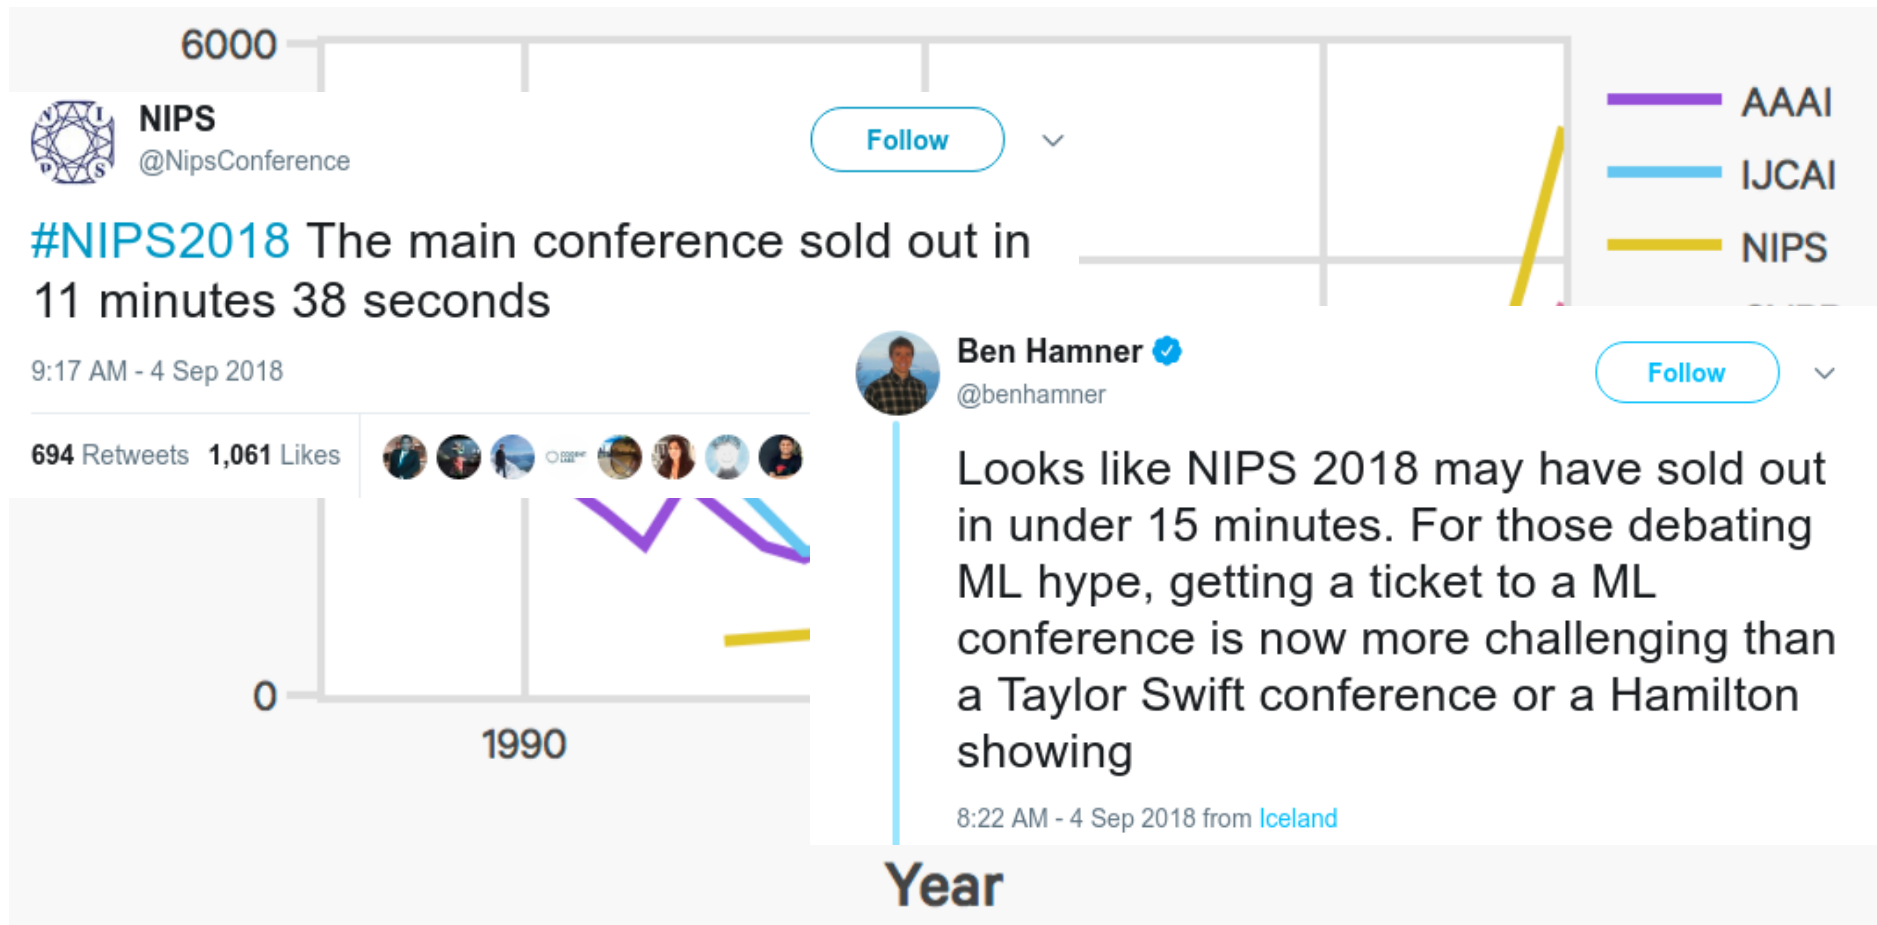 6000
AAAI
NIPS
@NipsConference
Follow
IJCAI
#NIPS2018 The main conference sold out in
11 minutes 38 seconds
NIPS
9:17 AM - 4 Sep 2018
694 Retweets 1,061 Likes
Ben Hamner
@benhamner
Follow
Looks like NIPS 2018 may have sold out
in under 15 minutes. For those debating
ML hype, getting a ticket to a ML
conference is now more challenging than
a Taylor Swift conference or a Hamilton
showing
8:22 AM - 4 Sep 2018 from Iceland
0
1990
Year